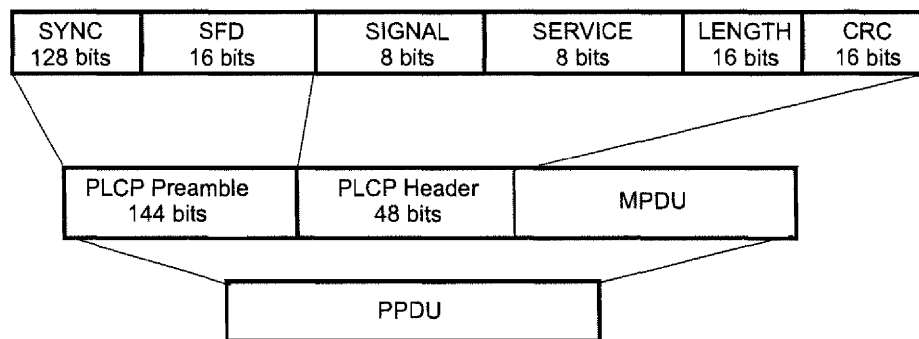 SYNC SFD SIGNAL SERVICE LENGTH CRC
128 bits 16 bits 8 bits 8 bits 16 bits 16 bits
PLCP Preamble PLCP Header MPDU
144 bits 48 bits
PPDU